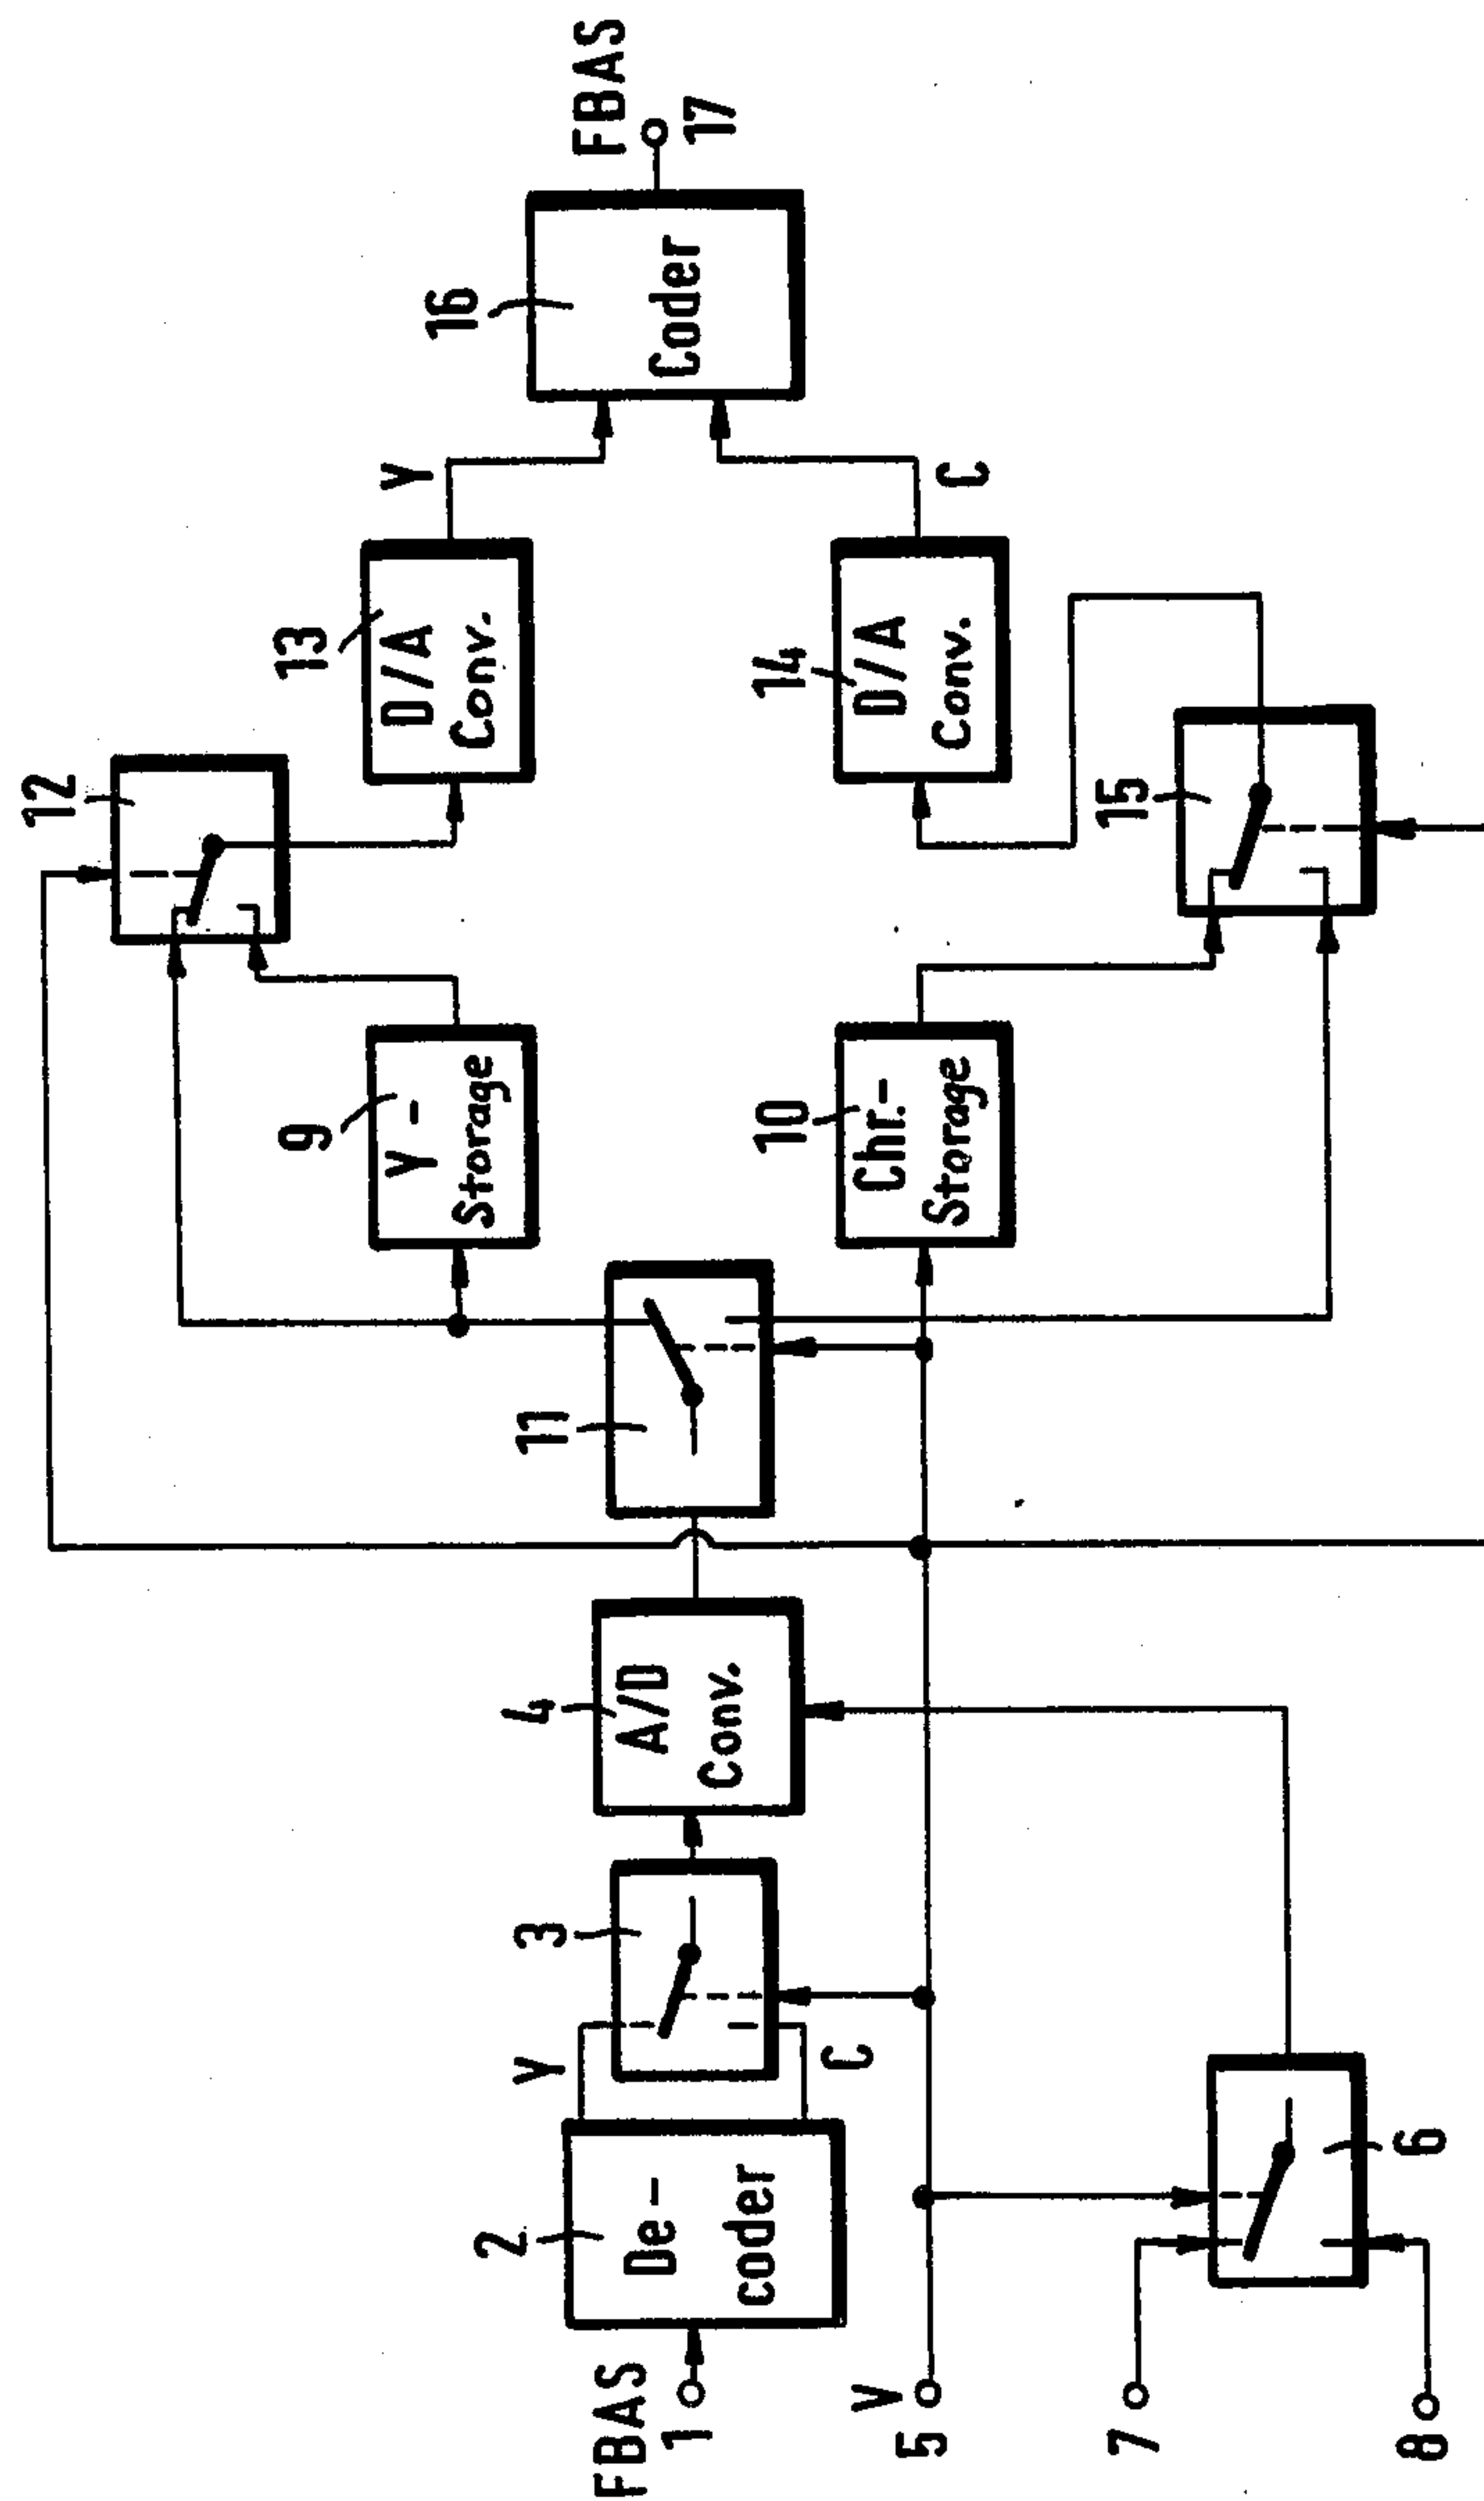 FBAS
1
2
De-
coder
Y
C
3
4
A/D
Conv.
V
5
7
8
6
11
9
Y -
Storage
10
Chr.-
Storage
12
13
D/A
Conv.
14
D/A
Conv.
15
Y
C
16
Coder
FBAS
17